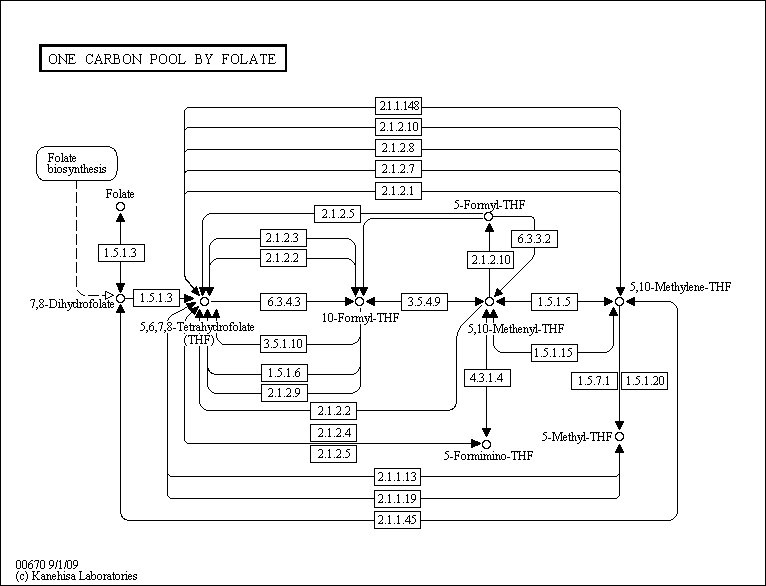 ONE CARBON POOL BY FOLATE
2.1.1.148
2.1.2.10
2.1.2.8
2.1.2.7
2.1.2.1
Folate
biosynthesis
Folate
5-Formyl-THF
2.1.2.5
2.1.2.3
6.3.3.2
1.5.1.3
2.1.2.2
2.1.2.10
5,10-Methylene-THF
7,8-Dihydrofolate
1.5.1.3
6.3.4.3
3.5.4.9
1.5.1.5
10-Formyl-THF
5,6,7,8-Tetrahydrofolate
(THF)
5,10-Methenyl-THF
3.5.1.10
1.5.1.15
1.5.1.6
4.3.1.4
1.5.7.1
1.5.1.20
2.1.2.9
2.1.2.2
2.1.2.4
5-Methyl-THF
2.1.2.5
5-Formimino-THF
2.1.1.13
2.1.1.19
2.1.1.45
00670 9/1/09
(c) Kanehisa Laboratories